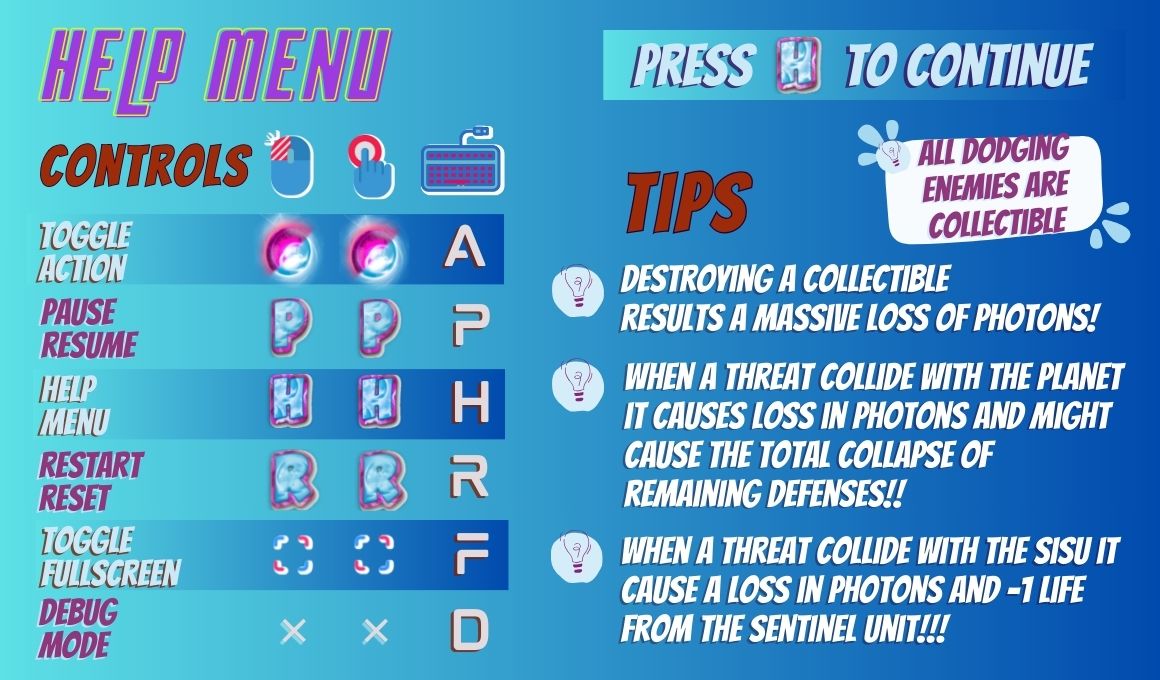 HELP MENU
PRESS H TO CONTINUE
CONTROLS
TOGGLE
ACTION
A
PAUSE
RESUME
P P P
HELP
MENU
H H H
RESTART
RESET
R R R
TOGGLE
FULLSCREEN
F
DEBUG
MODE
× × D
TIPS
ALL DODGING
ENEMIES ARE
COLLECTIBLE
DESTROYING A COLLECTIBLE
RESULTS A MASSIVE LOSS OF PHOTONS!
WHEN A THREAT COLLIDE WITH THE PLANET
IT CAUSES LOSS IN PHOTONS AND MIGHT
CAUSE THE TOTAL COLLAPSE OF
REMAINING DEFENSES!!
WHEN A THREAT COLLIDE WITH THE SISU IT
CAUSE A LOSS IN PHOTONS AND -1 LIFE
FROM THE SENTINEL UNIT!!!